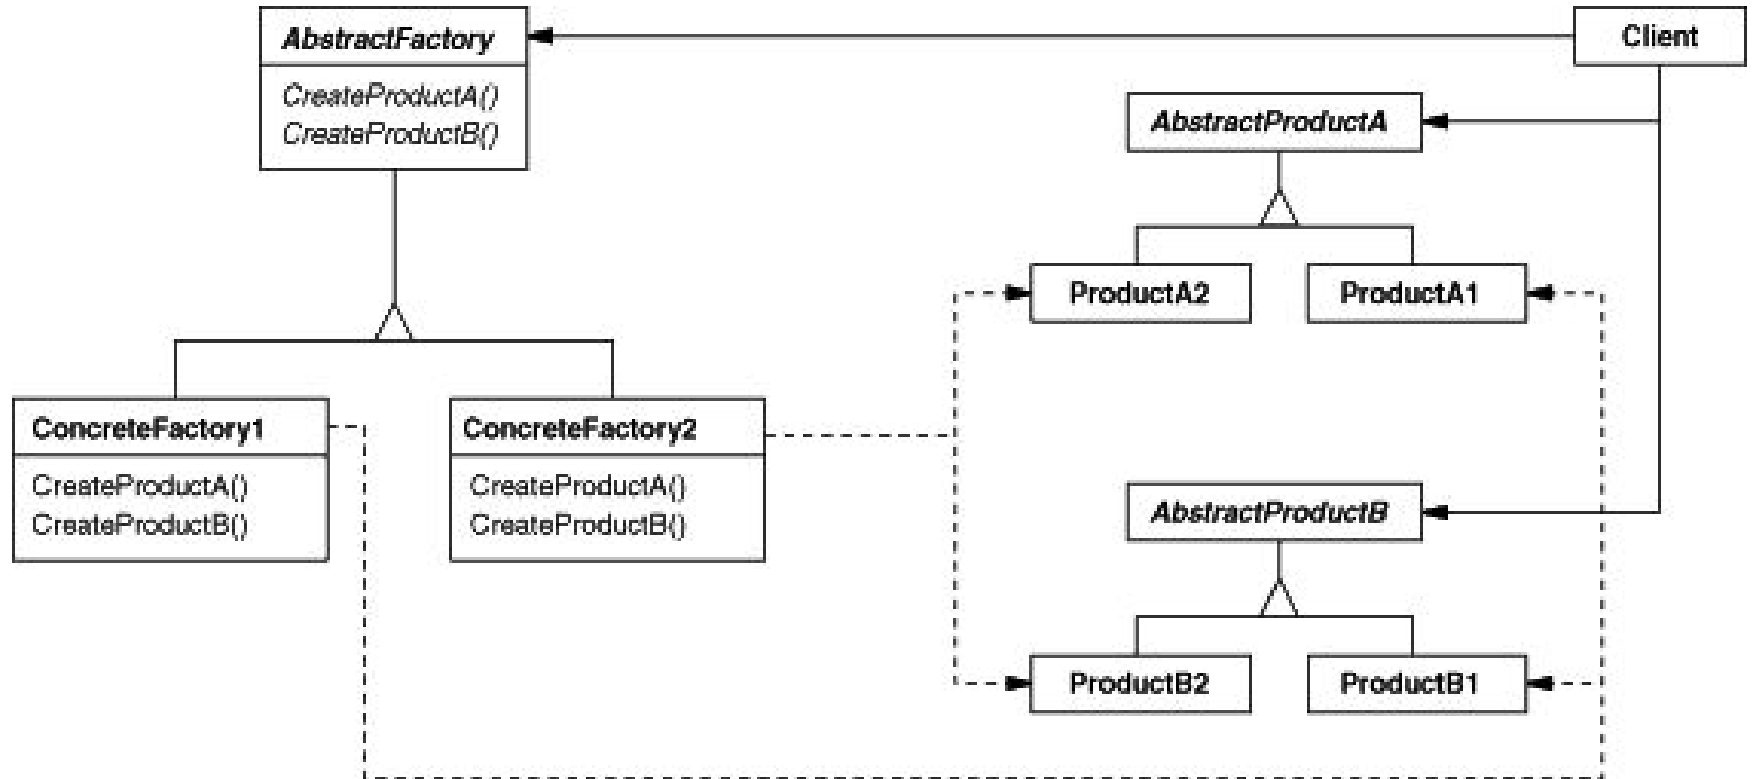 AbstractFactory
CreateProductA()
CreateProductB()
Client
AbstractProductA
ProductA2
ProductA1
ConcreteFactory1
CreateProductA()
CreateProductB()
ConcreteFactory2
CreateProductA()
CreateProductB()
AbstractProductB
ProductB2
ProductB1